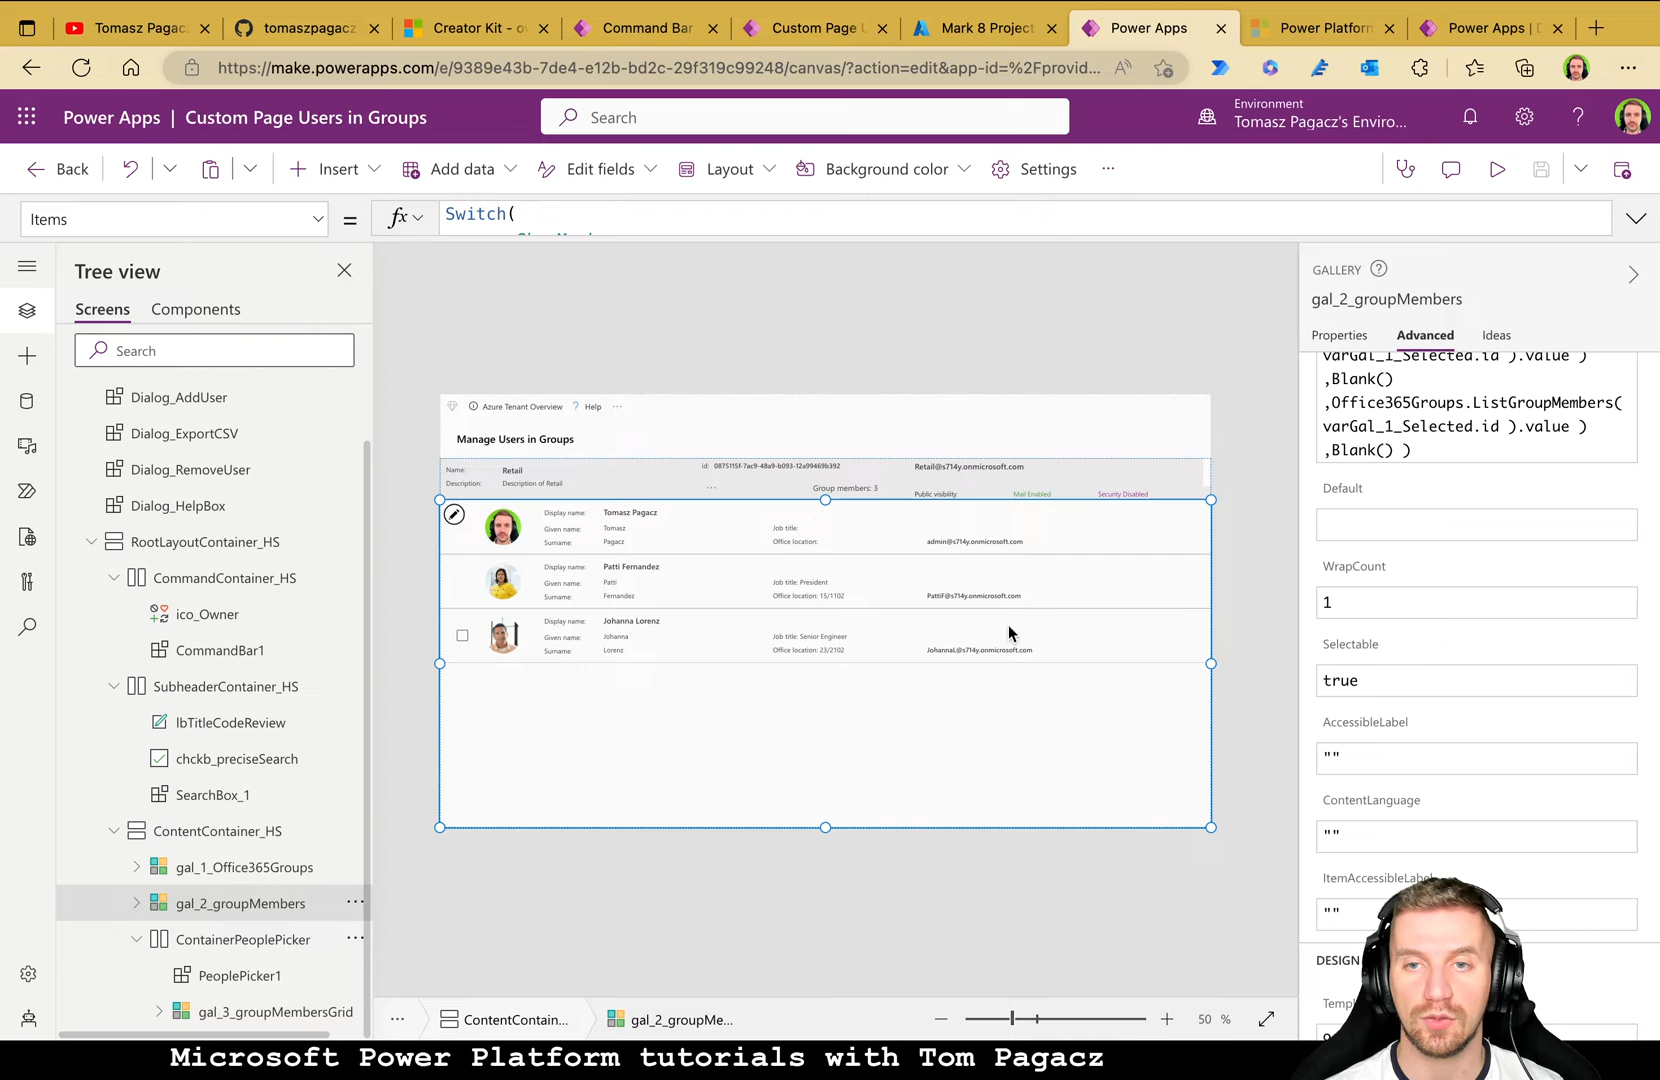 Tomasz Pagac
tomaszpagacz
Creator Kit - ov
Command Bar
Custom Page U
Mark 8 Project
Power Apps
Power Platform
Power Apps | D
https://make.powerapps.com/e/9389e43b-7de4-e12b-bd2c-29f319c99248/canvas/?action=edit&app-id=%2Fprovid...
Power Apps | Custom Page Users in Groups
Search
Environment
Tomasz Pagacz's Enviro...
Back
Insert
Add data
Edit fields
Layout
Background color
Settings
Items
=
fx
Switch(
Tree view
Screens
Components
Search
Dialog_AddUser
Dialog_ExportCSV
Dialog_RemoveUser
Dialog_HelpBox
RootLayoutContainer_HS
CommandContainer_HS
ico_Owner
CommandBar1
SubheaderContainer_HS
lbTitleCodeReview
chckb_preciseSearch
SearchBox_1
ContentContainer_HS
gal_1_Office365Groups
gal_2_groupMembers
ContainerPeoplePicker
PeoplePicker1
gal_3_groupMembersGrid
Azure Tenant Overview ? Help ...
Manage Users in Groups
Name: Retail id: 0875115f-7ac9-48a9-b093-12a99469b392 Retail@s714y.onmicrosoft.com
Description: Description of Retail ... Group members: 3 Public visibility Mail Enabled Security Disabled
Display name: Tomasz Pagacz
Given name: Tomasz Job title:
Surname: Pagacz Office location: admin@s714y.onmicrosoft.com
Display name: Patti Fernandez
Given name: Patti Job title: President
Surname: Fernandez Office location: 15/1102 PattiF@s714y.onmicrosoft.com
Display name: Johanna Lorenz
Given name: Johanna Job title: Senior Engineer
Surname: Lorenz Office location: 23/2102 JohannaL@s714y.onmicrosoft.com
ContentContain...
gal_2_groupMe...
50 %
GALLERY
gal_2_groupMembers
Properties
Advanced
Ideas
varGal_1_Selected.id ).value )
,Blank()
,Office365Groups.ListGroupMembers(
varGal_1_Selected.id ).value )
,Blank() )
Default
WrapCount
1
Selectable
true
AccessibleLabel
""
ContentLanguage
""
ItemAccessibleLabel
""
DESIGN
Temp
Microsoft Power Platform tutorials with Tom Pagacz